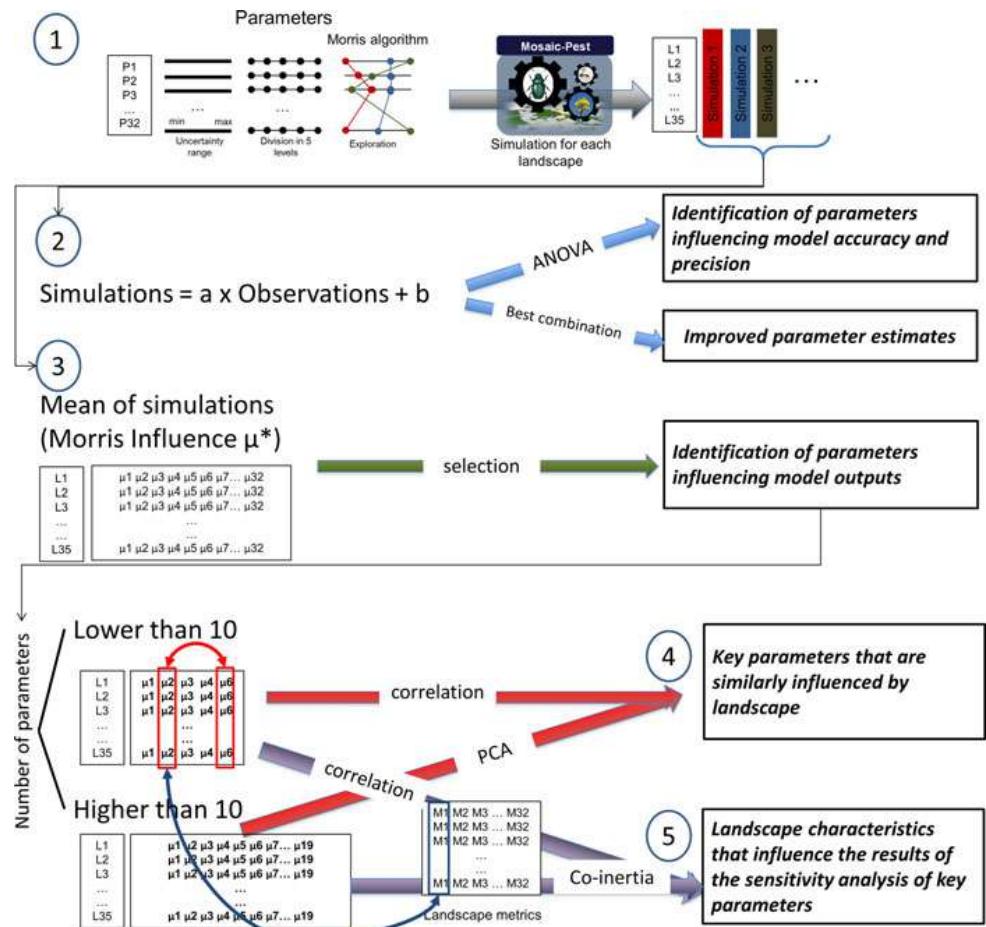 1
Parameters
Morris algorithm
P1
P2
P3
...
P32
...
min max
Uncertainty
range
...
Division in 5
levels
Exploration
Mosaic-Pest
Simulation for each
landscape
L1
L2
L3
...
...
L35
Simulation 1
Simulation 2
Simulation 3
...
2
Simulations = a x Observations + b
ANOVA
Best combination
Identification of parameters
influencing model accuracy and
precision
Improved parameter estimates
3
Mean of simulations
(Morris Influence μ*)
L1
L2
L3
...
...
L35
μ1 μ2 μ3 μ4 μ5 μ6 μ7... μ32
μ1 μ2 μ3 μ4 μ5 μ6 μ7... μ32
μ1 μ2 μ3 μ4 μ5 μ6 μ7... μ32
...
...
μ1 μ2 μ3 μ4 μ5 μ6 μ7... μ32
selection
Identification of parameters
influencing model outputs
Number of parameters
Lower than 10
L1
L2
L3
...
...
L35
μ1 μ2 μ3 μ4 μ6
μ1 μ2 μ3 μ4 μ6
μ1 μ2 μ3 μ4 μ6
...
...
μ1 μ2 μ3 μ4 μ6
correlation
PCA
correlation
4
Key parameters that are
similarly influenced by
landscape
Higher than 10
L1
L2
L3
...
...
L35
μ1 μ2 μ3 μ4 μ5 μ6 μ7... μ19
μ1 μ2 μ3 μ4 μ5 μ6 μ7... μ19
μ1 μ2 μ3 μ4 μ5 μ6 μ7... μ19
...
...
μ1 μ2 μ3 μ4 μ5 μ6 μ7... μ19
M1 M2 M3 ... M32
M1 M2 M3 ... M32
M1 M2 M3 ... M32
...
...
M1 M2 M3 ... M32
Landscape metrics
Co-inertia
5
Landscape characteristics
that influence the results of
the sensitivity analysis of key
parameters